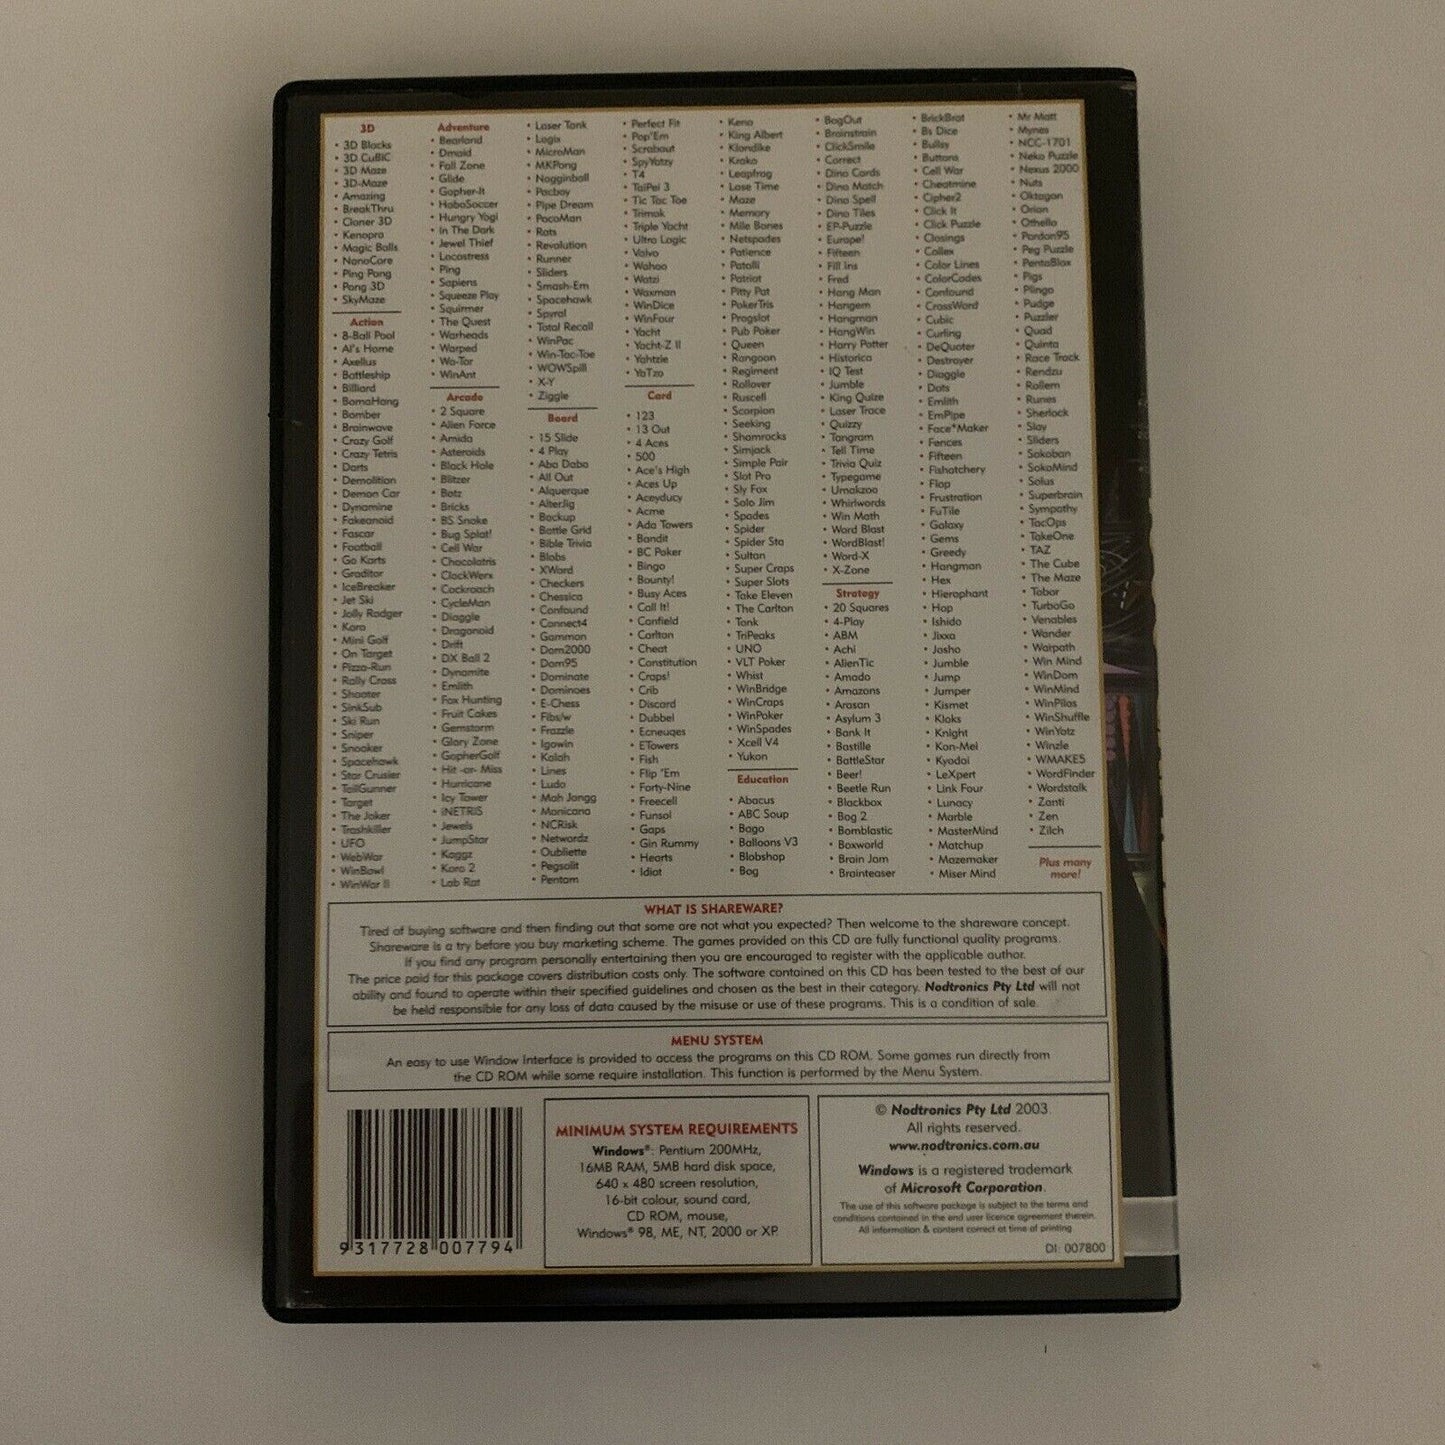 3D
• 3D Blocks
• 3D CuBIC
• 3D Maze
• 3D-Maze
• Amazing
• BreakThru
• Cloner 3D
• Kenopro
• Magic Balls
• NanoCore
• Ping Pong
• Pong 3D
• SkyMaze
Action
• 8-Ball Pool
• Al's Home
• Axellus
• Battleship
• Billiard
• BomaHang
• Bomber
• Brainwave
• Crazy Golf
• Crazy Tetris
• Darts
• Demolition
• Demon Car
• Dynamine
• Fakeanoid
• Fascar
• Football
• Go Karts
• Graditor
• IceBreaker
• Jet Ski
• Jolly Rodger
• Koro
• Mini Golf
• On Target
• Pizza-Run
• Rally Cross
• Shooter
• SinkSub
• Ski Run
• Sniper
• Snooker
• Spacehawk
• Star Crusier
• TailGunner
• Target
• The Joker
• Trashkiller
• UFO
• WebWar
• WinBowl
• WinWar II
Adventure
• Bearland
• Dmaid
• Fall Zone
• Glide
• Gopher-It
• HoboSoccer
• Hungry Yogi
• In The Dark
• Jewel Thief
• Locostress
• Ping
• Sapiens
• Squeeze Play
• Squirmer
• The Quest
• Warheads
• Warped
• Wa-Tor
• WinAnt
Arcade
• 2 Square
• Alien Force
• Amida
• Asteroids
• Black Hole
• Blitzer
• Botz
• Bricks
• BS Snake
• Bug Splat!
• Cell War
• Chocolatris
• ClockWerx
• Cockroach
• CycleMan
• Diaggle
• Dragonoid
• Drift
• DX Ball 2
• Dynamite
• Emlith
• Fox Hunting
• Fruit Cakes
• Gemstorm
• Glory Zone
• GopherGolf
• Hit -or- Miss
• Hurricane
• Icy Tower
• iNETRIS
• Jewels
• JumpStar
• Kaggz
• Karo 2
• Lab Rat
• Laser Tank
• Logix
• MicroMan
• MKPong
• Nogginball
• Pacboy
• Pipe Dream
• PocoMan
• Rats
• Revolution
• Runner
• Sliders
• Smash-Em
• Spacehawk
• Spyral
• Total Recall
• WinPac
• Win-Tac-Toe
• WOWSpill
• X-Y
• Ziggle
Board
• 15 Slide
• 4 Play
• Aba Daba
• All Out
• Alquerque
• AlterJig
• Backup
• Battle Grid
• Bible Trivia
• Blobs
• XWord
• Checkers
• Chessica
• Confound
• Connect4
• Gammon
• Dom2000
• Dom95
• Dominate
• Dominoes
• E-Chess
• Fibs/w
• Frazzle
• Igowin
• Kalah
• Lines
• Ludo
• Mah Jongg
• Manicana
• NCRisk
• Networdz
• Oubliette
• Pegsolit
• Pentam
• Perfect Fit
• Pop'Em
• Scrabout
• SpyYatzy
• T4
• TaiPei 3
• Tic Tac Toe
• Trimok
• Triple Yacht
• Ultra Logic
• Valvo
• Wahoo
• Watzi
• Waxman
• WinDice
• WinFour
• Yacht
• Yacht-Z II
• Yahtzie
• YaTzo
Card
• 123
• 13 Out
• 4 Aces
• 500
• Ace's High
• Aces Up
• Aceyducy
• Acme
• Ada Towers
• Bandit
• BC Poker
• Bingo
• Bounty!
• Busy Aces
• Call It!
• Canfield
• Carlton
• Cheat
• Constitution
• Craps!
• Crib
• Discard
• Dubbel
• Ecneuqes
• ETowers
• Fish
• Flip 'Em
• Forty-Nine
• Freecell
• Funsol
• Gaps
• Gin Rummy
• Hearts
• Idiot
• Keno
• King Albert
• Klondike
• Krako
• Leapfrog
• Lose Time
• Maze
• Memory
• Mile Bones
• Netspades
• Patience
• Patolli
• Patriot
• Pitty Pat
• PokerTris
• Progslot
• Pub Poker
• Queen
• Rangoon
• Regiment
• Rollover
• Ruscell
• Scorpion
• Seeking
• Shamrocks
• Simjack
• Simple Pair
• Slot Pro
• Sly Fox
• Solo Jim
• Spades
• Spider
• Spider Sta
• Sultan
• Super Craps
• Super Slots
• Take Eleven
• The Carlton
• Tonk
• TriPeaks
• UNO
• VLT Poker
• Whist
• WinBridge
• WinCraps
• WinPoker
• WinSpades
• Xcell V4
• Yukon
Education
• Abacus
• ABC Soup
• Bago
• Balloons V3
• Blobshop
• Bog
• BogOut
• Brainstrain
• ClickSmile
• Correct
• Dino Cards
• Dino Match
• Dino Spell
• Dino Tiles
• EP-Puzzle
• Europe!
• Fifteen
• Fill Ins
• Fred
• Hang Man
• Hangem
• Hangman
• HangWin
• Harry Potter
• Historica
• IQ Test
• Jumble
• King Quize
• Laser Trace
• Quizzy
• Tangram
• Tell Time
• Trivia Quiz
• Typegame
• Umakzoo
• Whirlwords
• Win Math
• Word Blast
• WordBlast!
• Word-X
• X-Zone
Strategy
• 20 Squares
• 4-Play
• ABM
• Achi
• AlienTic
• Amado
• Amazons
• Arasan
• Asylum 3
• Bank It
• Bastille
• BattleStar
• Beer!
• Beetle Run
• Blackbox
• Bog 2
• Bomblastic
• Boxworld
• Brain Jam
• Brainteaser
• BrickBrat
• Bs Dice
• Bullsy
• Buttons
• Cell War
• Cheatmine
• Cipher2
• Click It
• Click Puzzle
• Closings
• Collex
• Color Lines
• ColorCodes
• Confound
• CrossWord
• Cubic
• Curling
• DeQuoter
• Destroyer
• Diaggle
• Dots
• Emlith
• EmPipe
• Face*Maker
• Fences
• Fifteen
• Fishatchery
• Flop
• Frustration
• FuTile
• Galaxy
• Gems
• Greedy
• Hangman
• Hex
• Hierophant
• Hop
• Ishido
• Jixxa
• Josho
• Jumble
• Jump
• Jumper
• Kismet
• Kloks
• Knight
• Kon-Mel
• Kyodai
• LeXpert
• Link Four
• Lunacy
• Marble
• MasterMind
• Matchup
• Mazemaker
• Miser Mind
• Mr Matt
• Mynes
• NCC-1701
• Neko Puzzle
• Nexus 2000
• Nuts
• Oktagon
• Orian
• Othello
• Pardon95
• Peg Puzzle
• PentaBlox
• Pigs
• Plingo
• Pudge
• Puzzler
• Quad
• Quinta
• Race Track
• Rendzu
• Rollem
• Runes
• Sherlock
• Slay
• Sliders
• Sokoban
• SokoMind
• Solus
• Superbrain
• Sympathy
• TacOps
• TakeOne
• TAZ
• The Cube
• The Maze
• Tobor
• TurboGo
• Venables
• Wander
• Warpath
• Win Mind
• WinDom
• WinMind
• WinPilas
• WinShuffle
• WinYatz
• Winzle
• WMAKE5
• WordFinder
• Wordstalk
• Zanti
• Zen
• Zilch
Plus many
more!
WHAT IS SHAREWARE?
Tired of buying software and then finding out that some are not what you expected? Then welcome to the shareware concept.
Shareware is a try before you buy marketing scheme. The games provided on this CD are fully functional quality programs.
If you find any program personally entertaining then you are encouraged to register with the applicable author.
The price paid for this package covers distribution costs only. The software contained on this CD has been tested to the best of our
ability and found to operate within their specified guidelines and chosen as the best in their category. Nodtronics Pty Ltd will not
be held responsible for any loss of data caused by the misuse or use of these programs. This is a condition of sale.
MENU SYSTEM
An easy to use Window Interface is provided to access the programs on this CD ROM. Some games run directly from
the CD ROM while some require installation. This function is performed by the Menu System.
9 317728 007794
MINIMUM SYSTEM REQUIREMENTS
Windows®: Pentium 200MHz,
16MB RAM, 5MB hard disk space,
640 x 480 screen resolution,
16-bit colour, sound card,
CD ROM, mouse,
Windows® 98, ME, NT, 2000 or XP.
© Nodtronics Pty Ltd 2003.
All rights reserved.
www.nodtronics.com.au
Windows is a registered trademark
of Microsoft Corporation.
The use of this software package is subject to the terms and
conditions contained in the end user licence agreement therein.
All information & content correct at time of printing.
DI: 007800